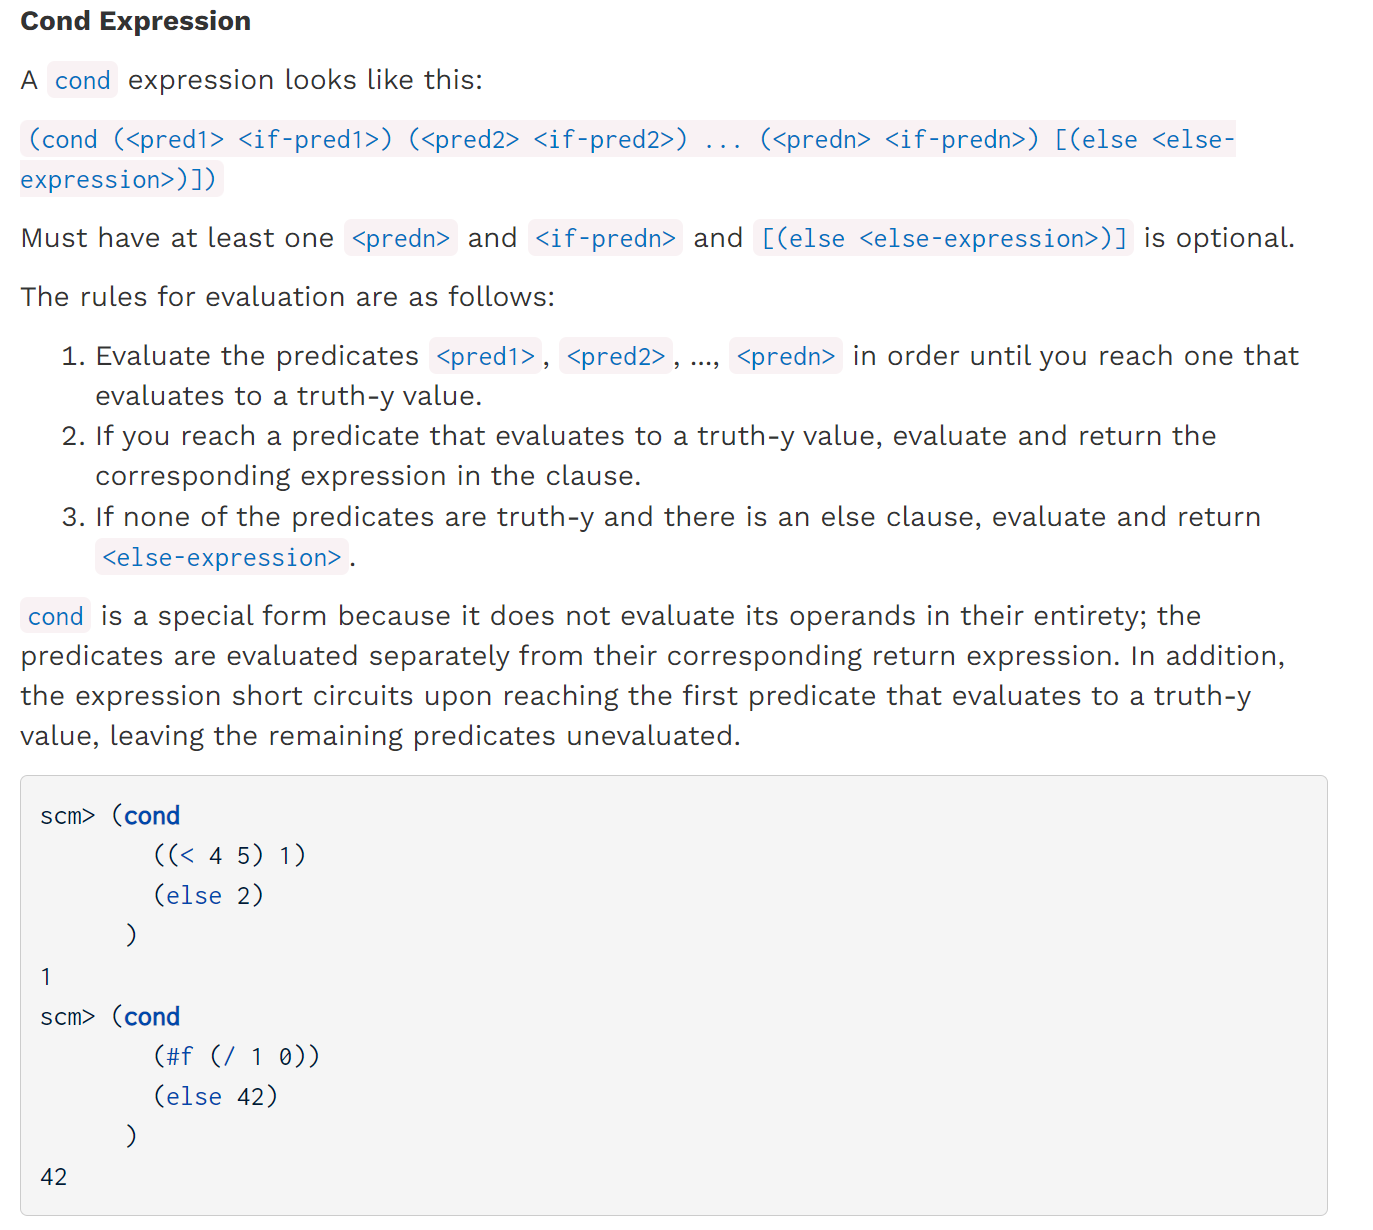 Cond Expression
A cond expression looks like this:
(cond (<pred1> <if-pred1>) (<pred2> <if-pred2>) ... (<predn> <if-predn>) [(else <else-
expression>)])
Must have at least one <predn> and <if-predn> and [(else <else-expression>)] is optional.
The rules for evaluation are as follows:
1. Evaluate the predicates <pred1>, <pred2>, ..., <predn> in order until you reach one that
evaluates to a truth-y value.
2. If you reach a predicate that evaluates to a truth-y value, evaluate and return the
corresponding expression in the clause.
3. If none of the predicates are truth-y and there is an else clause, evaluate and return
<else-expression>.
cond is a special form because it does not evaluate its operands in their entirety; the
predicates are evaluated separately from their corresponding return expression. In addition,
the expression short circuits upon reaching the first predicate that evaluates to a truth-y
value, leaving the remaining predicates unevaluated.
scm> (cond
((< 4 5) 1)
(else 2)
)
1
scm> (cond
(#f (/ 1 0))
(else 42)
)
42